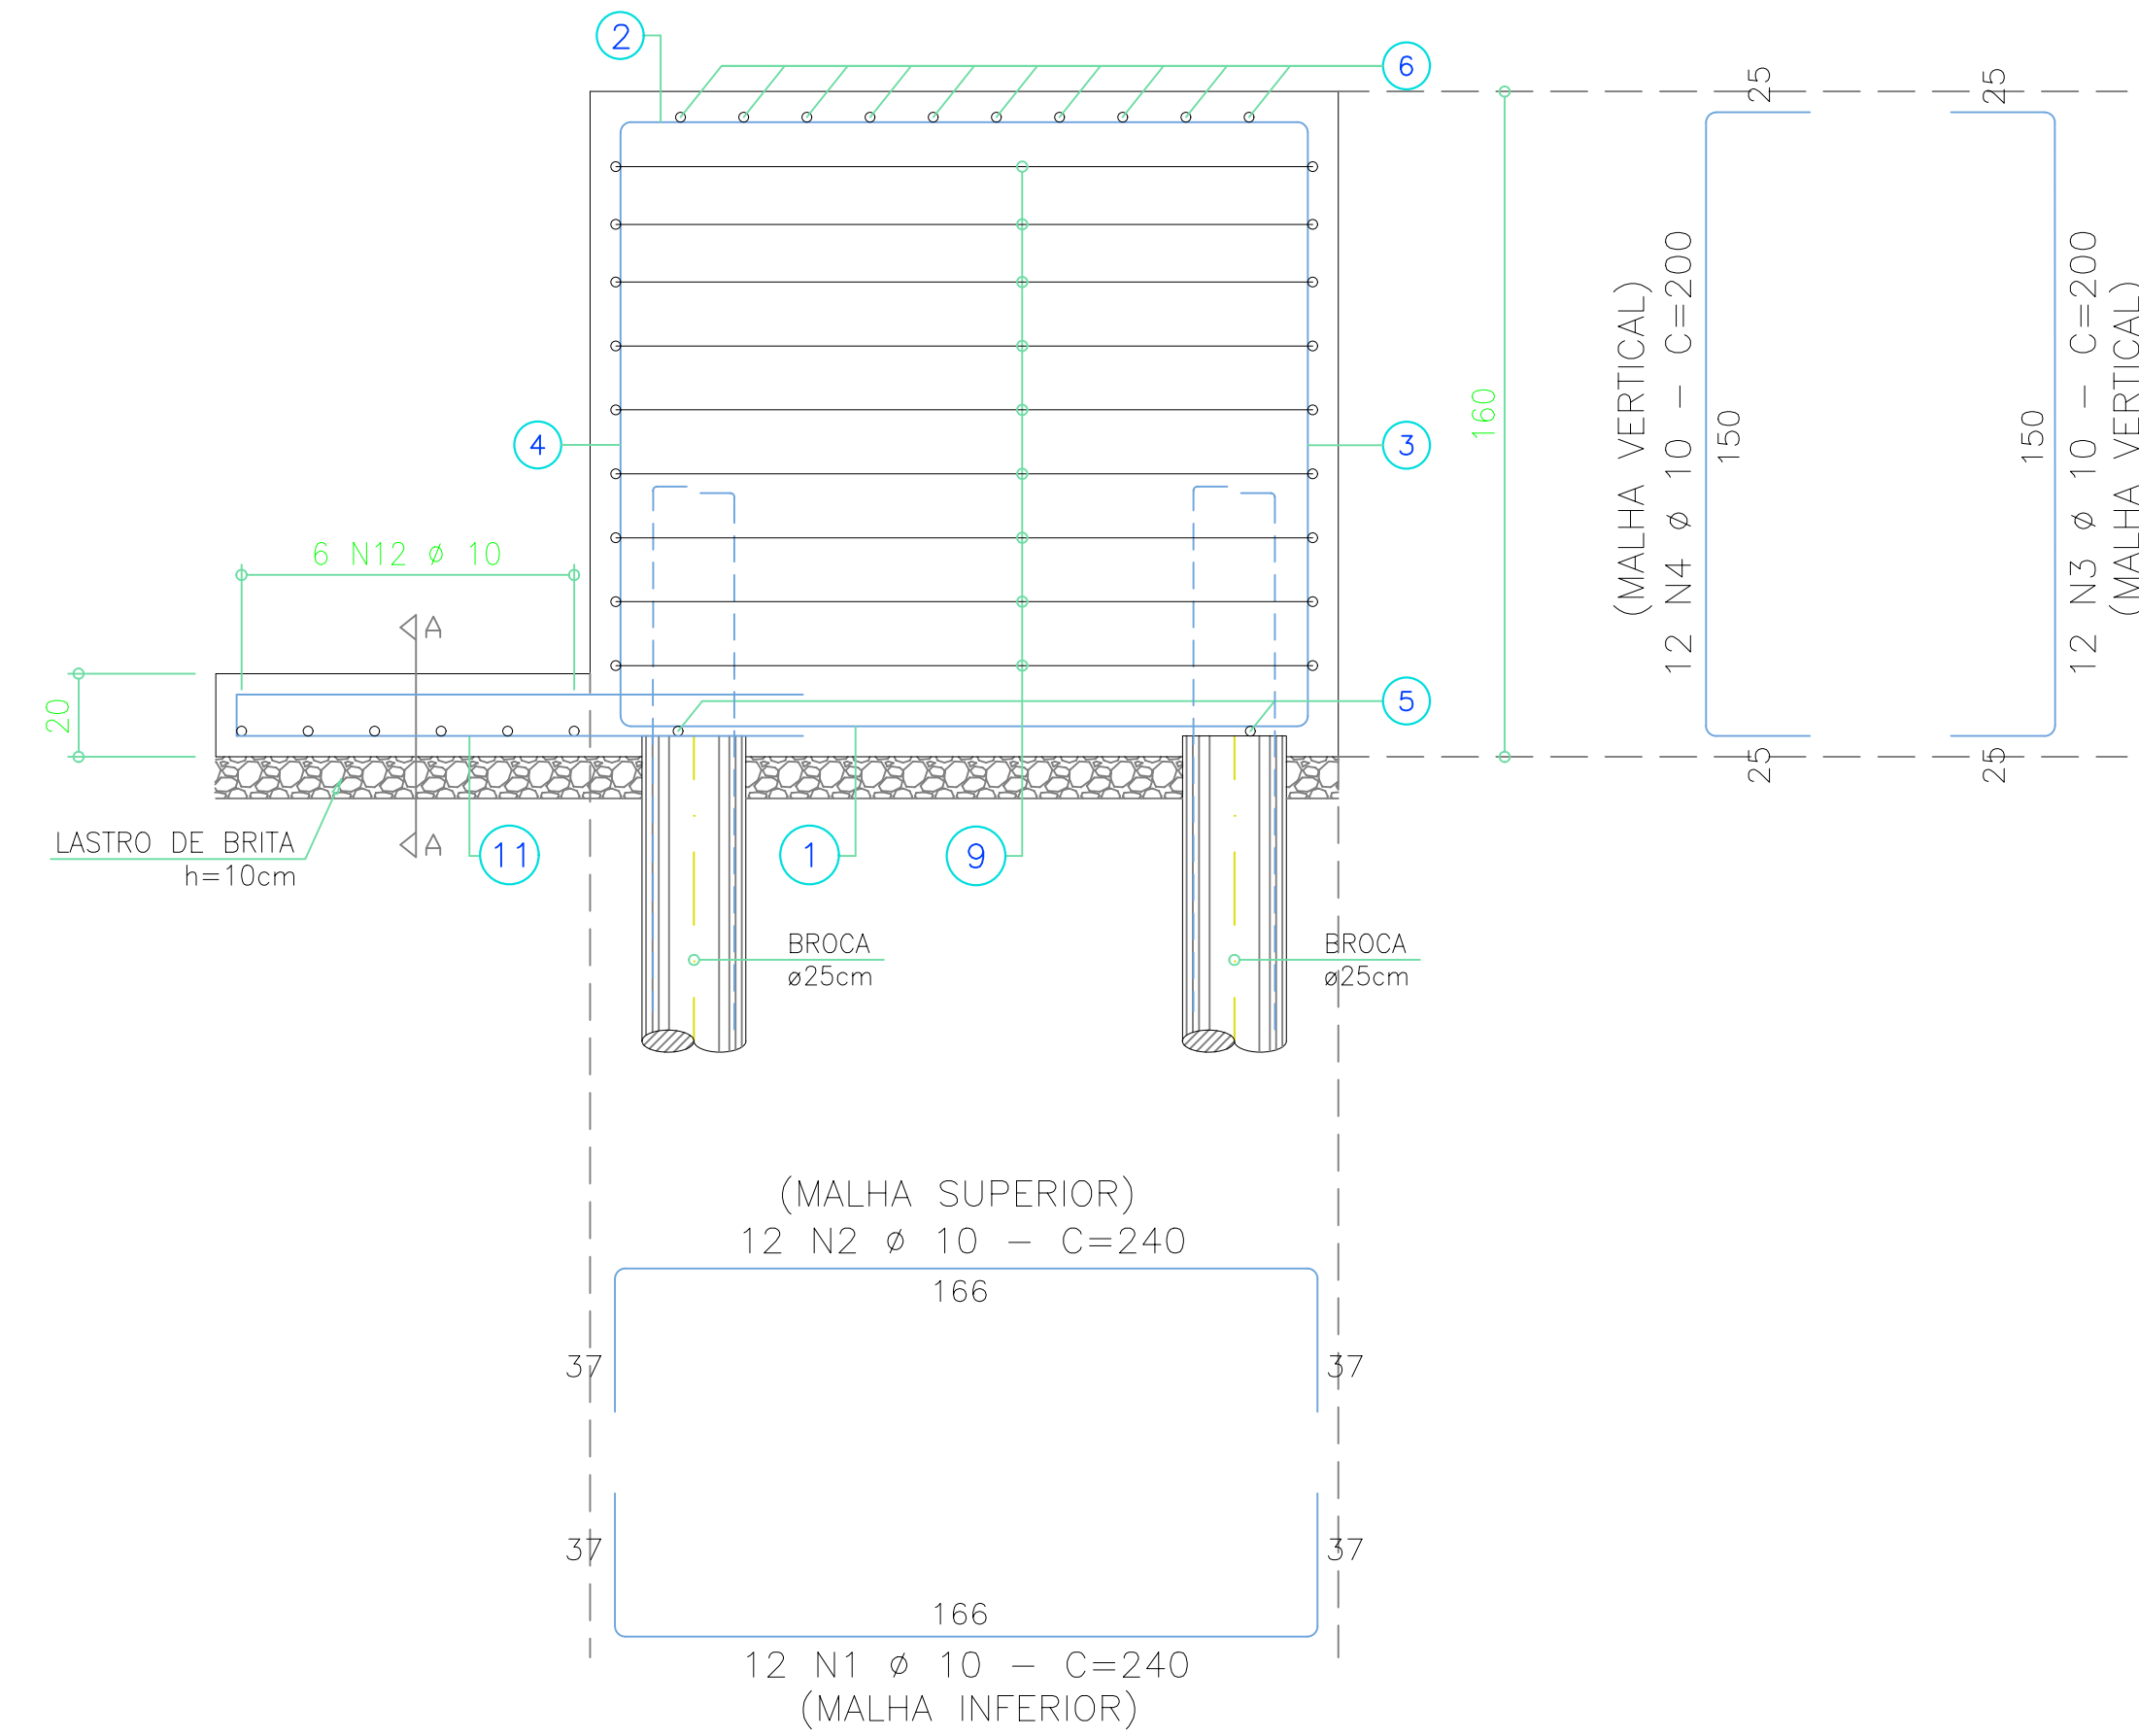 2
6
25
25
4
3
160
(MALHA VERTICAL)
12 N4 ø 10 - C=200
150
150
12 N3 ø 10 - C=200
(MALHA VERTICAL)
6 N12 ø 10
A
20
5
25
25
A
LASTRO DE BRITA
h=10cm
11
1
9
BROCA
ø25cm
BROCA
ø25cm
(MALHA SUPERIOR)
12 N2 ø 10 - C=240
166
37
37
37
37
166
12 N1 ø 10 - C=240
(MALHA INFERIOR)